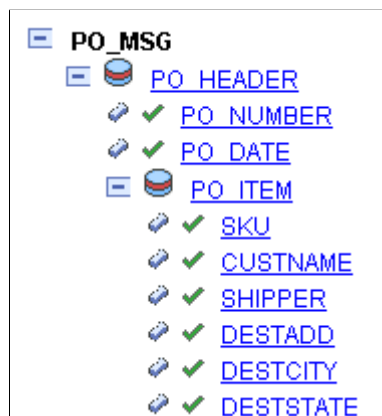 PO_MSG
PO_HEADER
PO_NUMBER
PO_DATE
PO_ITEM
SKU
CUSTNAME
SHIPPER
DESTADD
DESTCITY
DESTSTATE